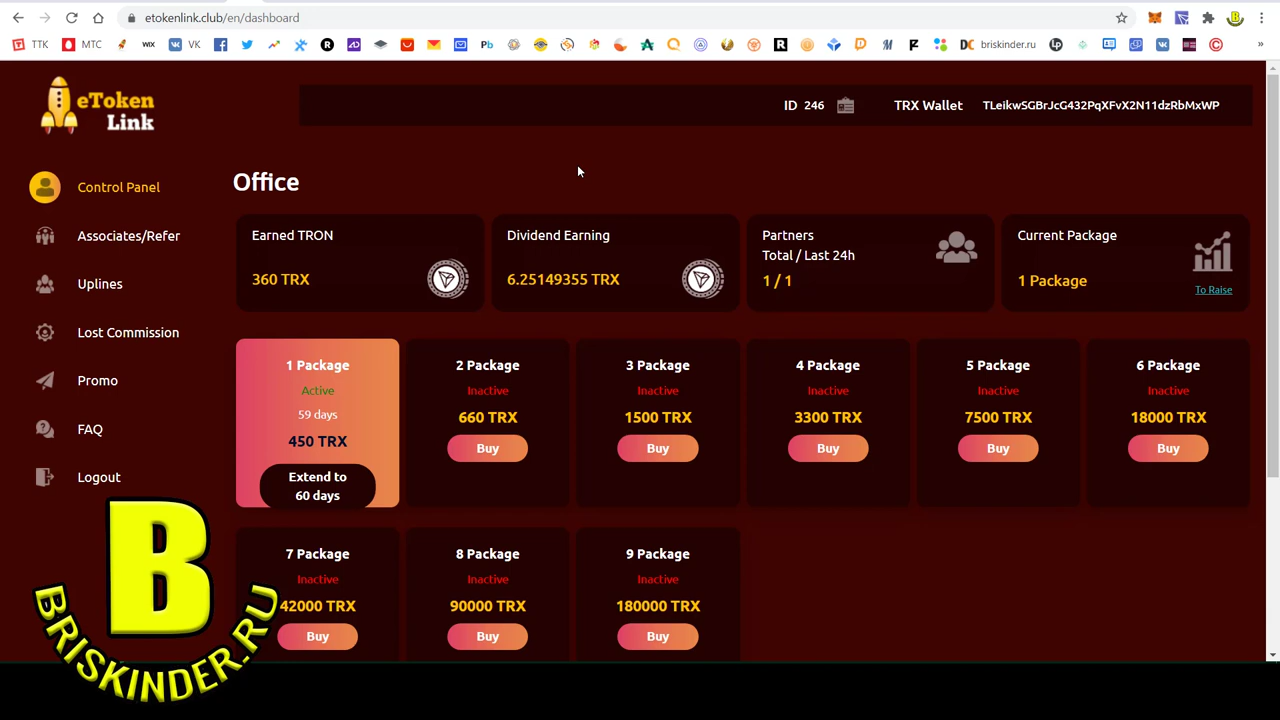 etokenlink.club/en/dashboard
TTK
МТС
WIX
VK
Pb
briskinder.ru
eToken
Link
ID 246
TRX Wallet
TLeikwSGBrJcG432PqXFvX2N11dzRbMxWP
Control Panel
Associates/Refer
Uplines
Lost Commission
Promo
FAQ
Logout
Office
Earned TRON
360 TRX
Dividend Earning
6.25149355 TRX
Partners
Total / Last 24h
1 / 1
Current Package
1 Package
To Raise
1 Package
Active
59 days
450 TRX
Extend to
60 days
2 Package
Inactive
660 TRX
Buy
3 Package
Inactive
1500 TRX
Buy
4 Package
Inactive
3300 TRX
Buy
5 Package
Inactive
7500 TRX
Buy
6 Package
Inactive
18000 TRX
Buy
7 Package
Inactive
42000 TRX
Buy
8 Package
Inactive
90000 TRX
Buy
9 Package
Inactive
180000 TRX
Buy
B
BRISKINDER.RU